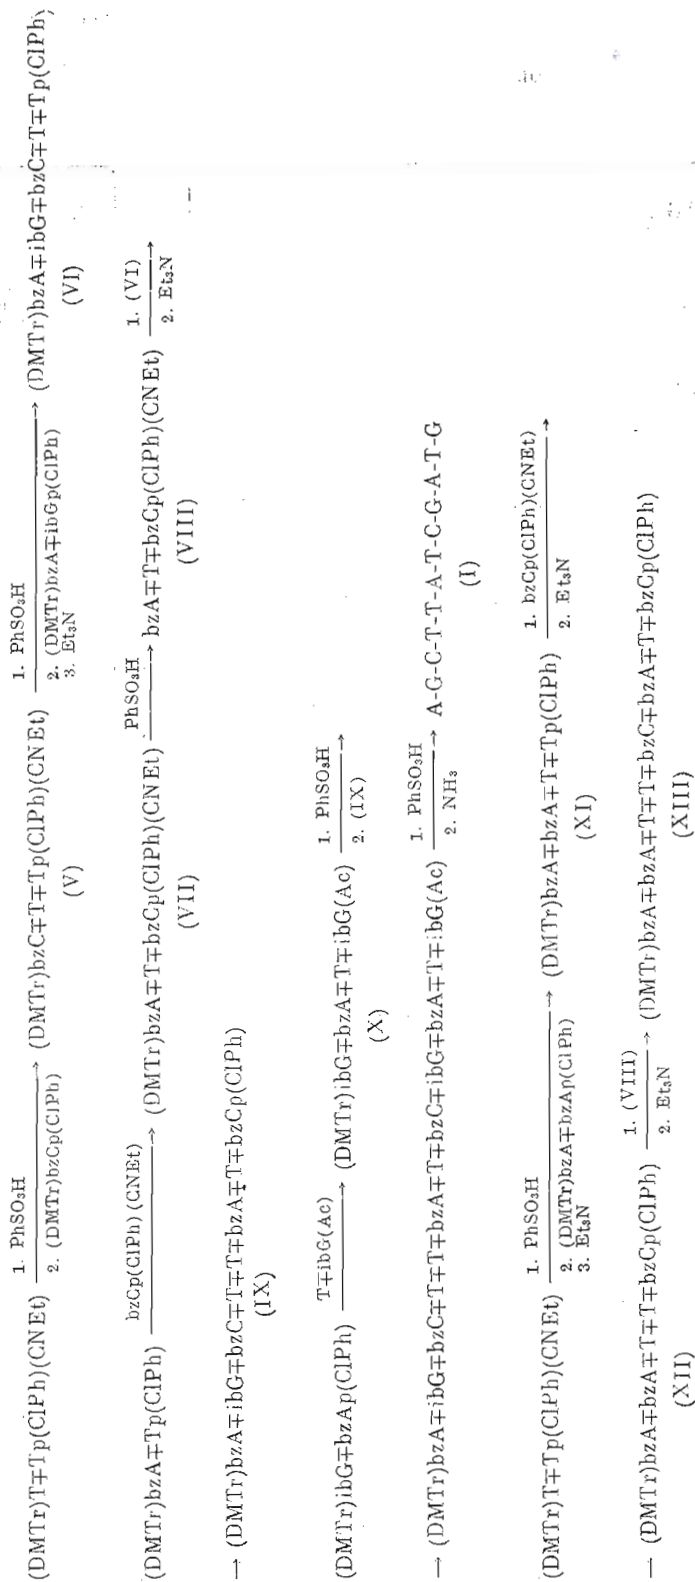 (DMTr)T∓Tp(ClPh)(CNEt) 1. PhSO₃H 2. (DMTr)bzCp(ClPh) → (DMTr)bzC∓T∓Tp(ClPh)(CNEt) 1. PhSO₃H 2. (DMTr)bzA∓ibGp(ClPh) 3. Et₃N → (DMTr)bzA∓ibG∓bzC∓T∓Tp(ClPh)
(V) (VI)
(DMTr)bzA∓Tp(ClPh) bzCp(ClPh)(CNEt) → (DMTr)bzA∓T∓bzCp(ClPh)(CNEt) PhSO₃H → bzA∓T∓bzCp(ClPh)(CNEt) 1. (VI) 2. Et₃N →
(VII) (VIII)
→ (DMTr)bzA∓ibG∓bzC∓T∓T∓bzA∓T∓bzCp(ClPh)
(IX)
(DMTr)ibG∓bzAp(ClPh) T∓ibG(Ac) → (DMTr)ibG∓bzA∓T∓ibG(Ac) 1. PhSO₃H 2. (IX) →
(X)
→ (DMTr)bzA∓ibG∓bzC∓T∓T∓bzA∓T∓bzC∓ibG∓bzA∓T∓ibG(Ac) 1. PhSO₃H 2. NH₃ → A-G-C-T-T-A-T-C-G-A-T-G
(I)
(DMTr)T∓Tp(ClPh)(CNEt) 1. PhSO₃H 2. (DMTr)bzA∓bzAp(ClPh) 3. Et₃N → (DMTr)bzA∓bzA∓T∓Tp(ClPh) 1. bzCp(ClPh)(CNEt) 2. Et₃N →
(XI)
→ (DMTr)bzA∓bzA∓T∓T∓bzCp(ClPh) 1. (VIII) 2. Et₃N → (DMTr)bzA∓bzA∓T∓T∓bzC∓bzA∓T∓bzCp(ClPh)
(XII) (XIII)